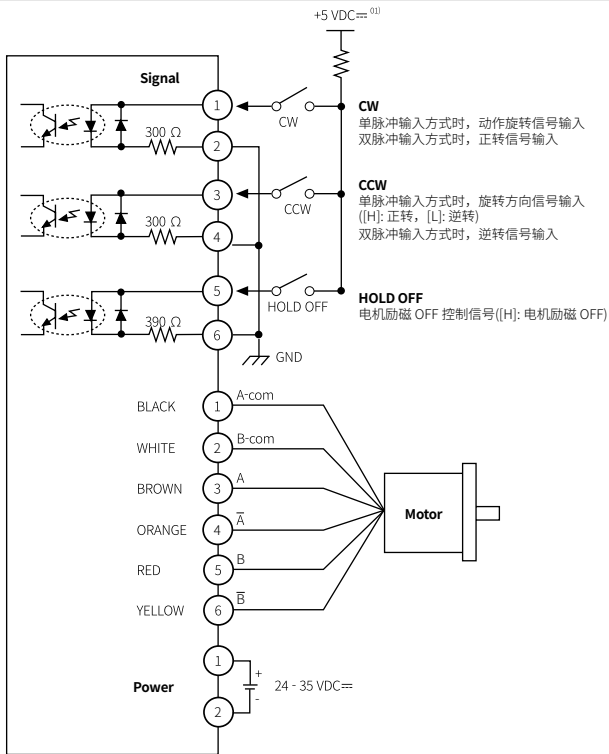 +5 VDC⎓ 01)
Signal
1
CW
300 Ω
2
CW
单脉冲输入方式时，动作旋转信号输入
双脉冲输入方式时，正转信号输入
3
CCW
300 Ω
4
CCW
单脉冲输入方式时，旋转方向信号输入
([H]: 正转，[L]: 逆转)
双脉冲输入方式时，逆转信号输入
5
HOLD OFF
390 Ω
6
HOLD OFF
电机励磁 OFF 控制信号([H]: 电机励磁 OFF)
GND
BLACK 1 A-com
WHITE 2 B-com
BROWN 3 A
ORANGE 4 A̅
RED 5 B
YELLOW 6 B̅
Motor
Power
1
+
24 - 35 VDC⎓
-
2